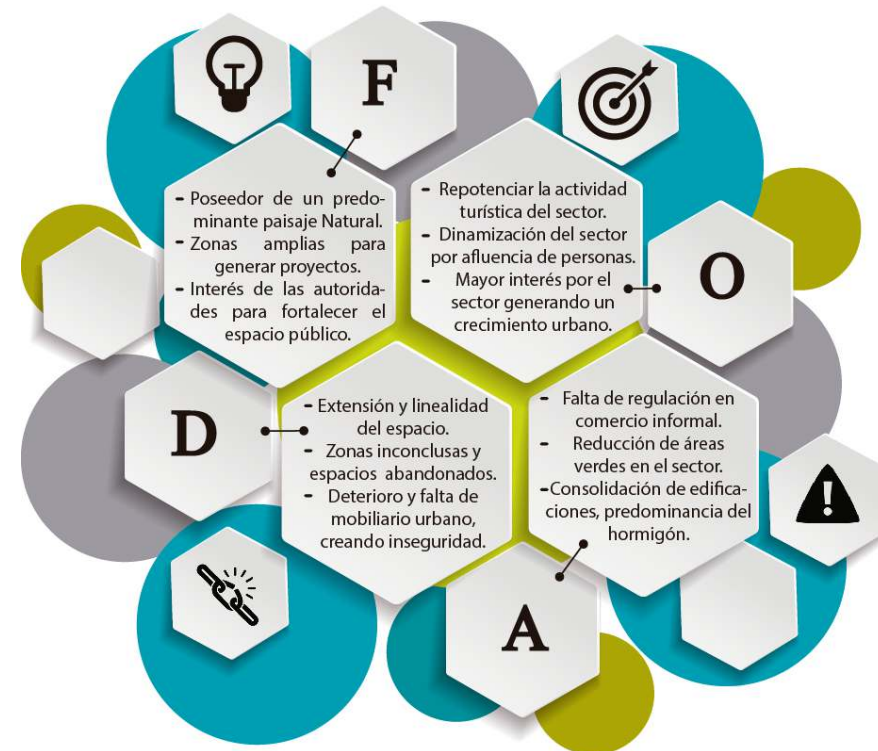 F
- Poseedor de un predo-
minante paisaje Natural.
- Zonas amplias para
generar proyectos.
- Interés de las autorida-
des para fortalecer el
espacio público.
- Repotenciar la actividad
turística del sector.
- Dinamización del sector
por afluencia de personas.
- Mayor interés por el
sector generando un
crecimiento urbano.
O
D
- Extensión y linealidad
del espacio.
- Zonas inconclusas y
espacios abandonados.
- Deterioro y falta de
mobiliario urbano,
creando inseguridad.
- Falta de regulación en
comercio informal.
- Reducción de áreas
verdes en el sector.
-Consolidación de edifica-
ciones, predominancia del
hormigón.
A